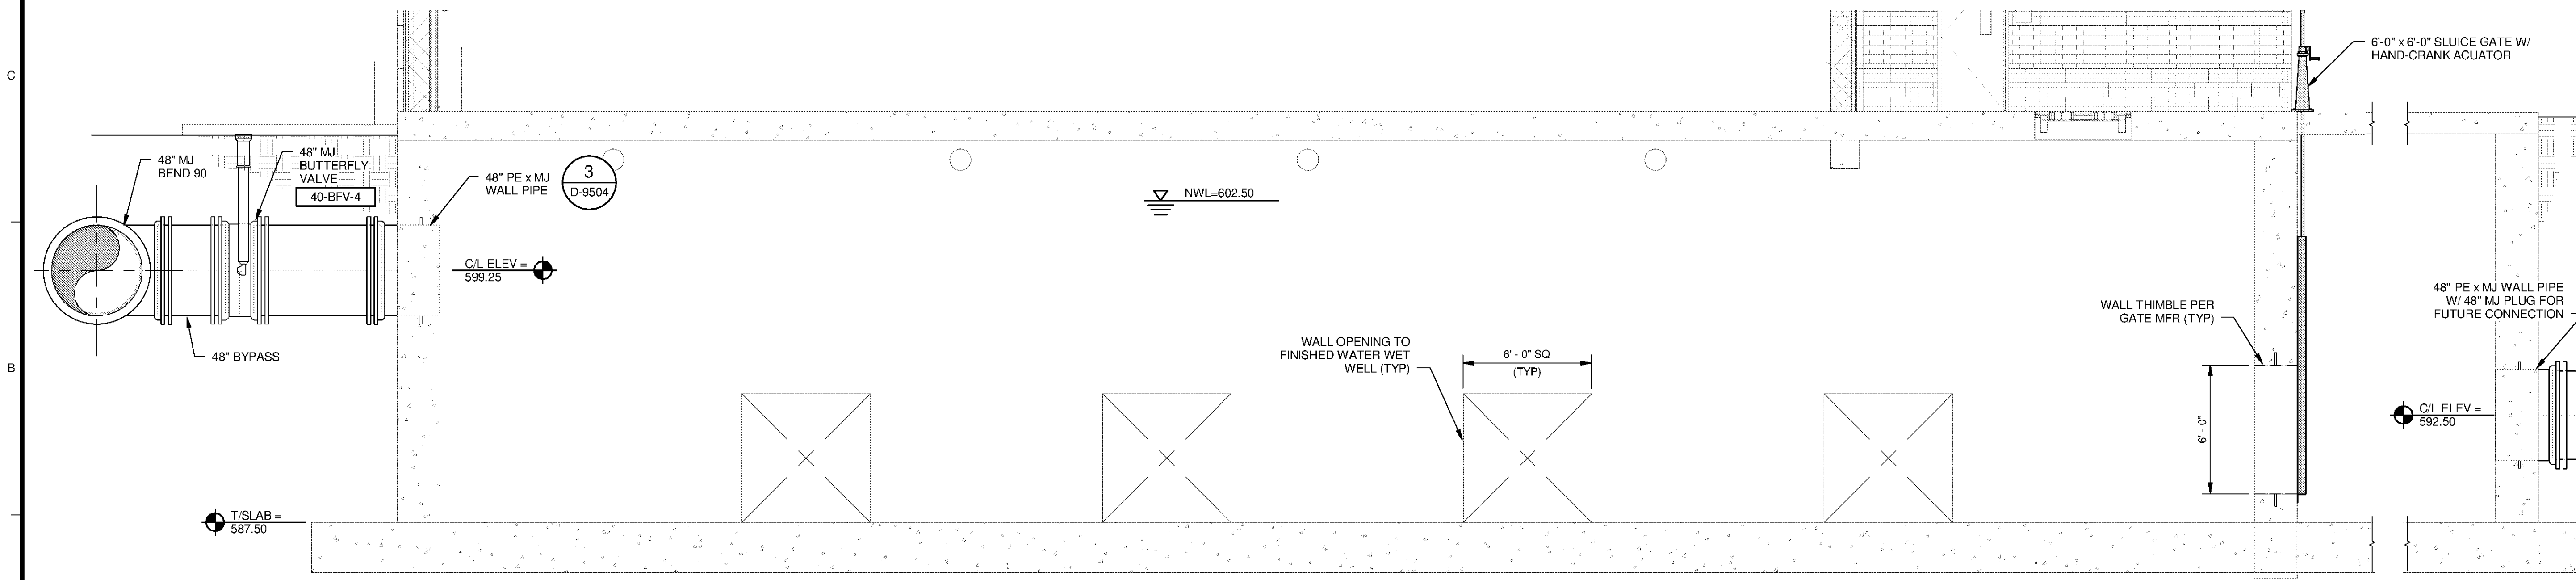 C
6'-0" x 6'-0" SLUICE GATE W/
HAND-CRANK ACUATOR
48" MJ
BEND 90
48" MJ
BUTTERFLY
VALVE
40-BFV-4
48" PE x MJ
WALL PIPE
3
D-9504
NWL=602.50
C/L ELEV =
599.25
48" PE x MJ WALL PIPE
W/ 48" MJ PLUG FOR
FUTURE CONNECTION
WALL THIMBLE PER
GATE MFR (TYP)
48" BYPASS
WALL OPENING TO
FINISHED WATER WET
WELL (TYP)
6' - 0" SQ
(TYP)
B
6' - 0"
C/L ELEV =
592.50
T/SLAB =
587.50